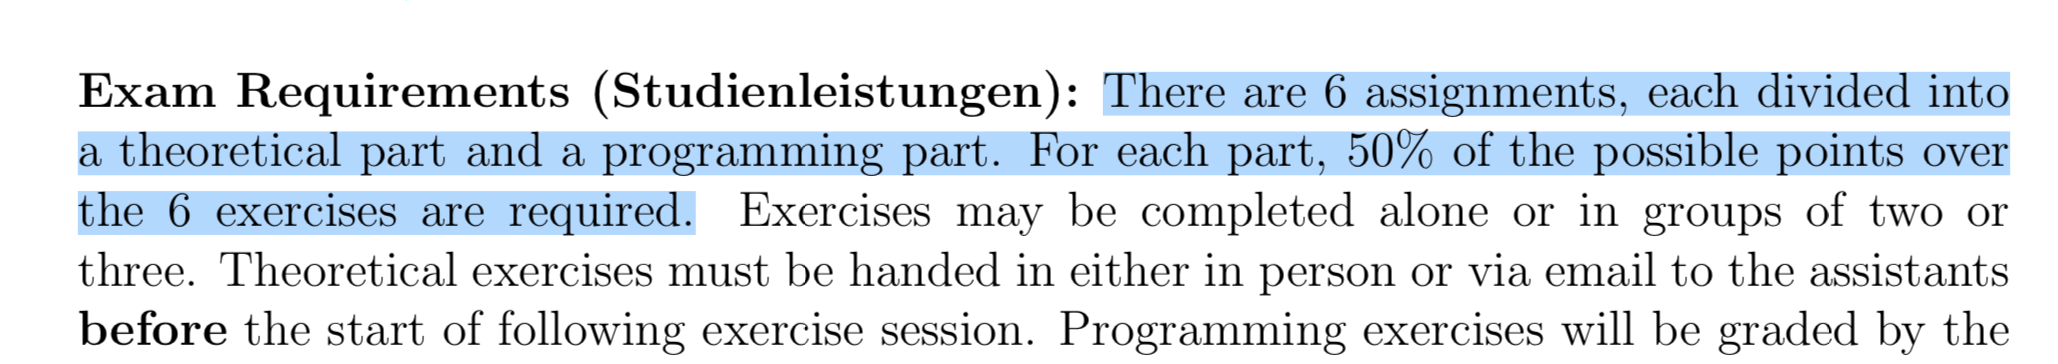 Exam Requirements (Studienleistungen): There are 6 assignments, each divided into
a theoretical part and a programming part. For each part, 50% of the possible points over
the 6 exercises are required. Exercises may be completed alone or in groups of two or
three. Theoretical exercises must be handed in either in person or via email to the assistants
before the start of following exercise session. Programming exercises will be graded by the